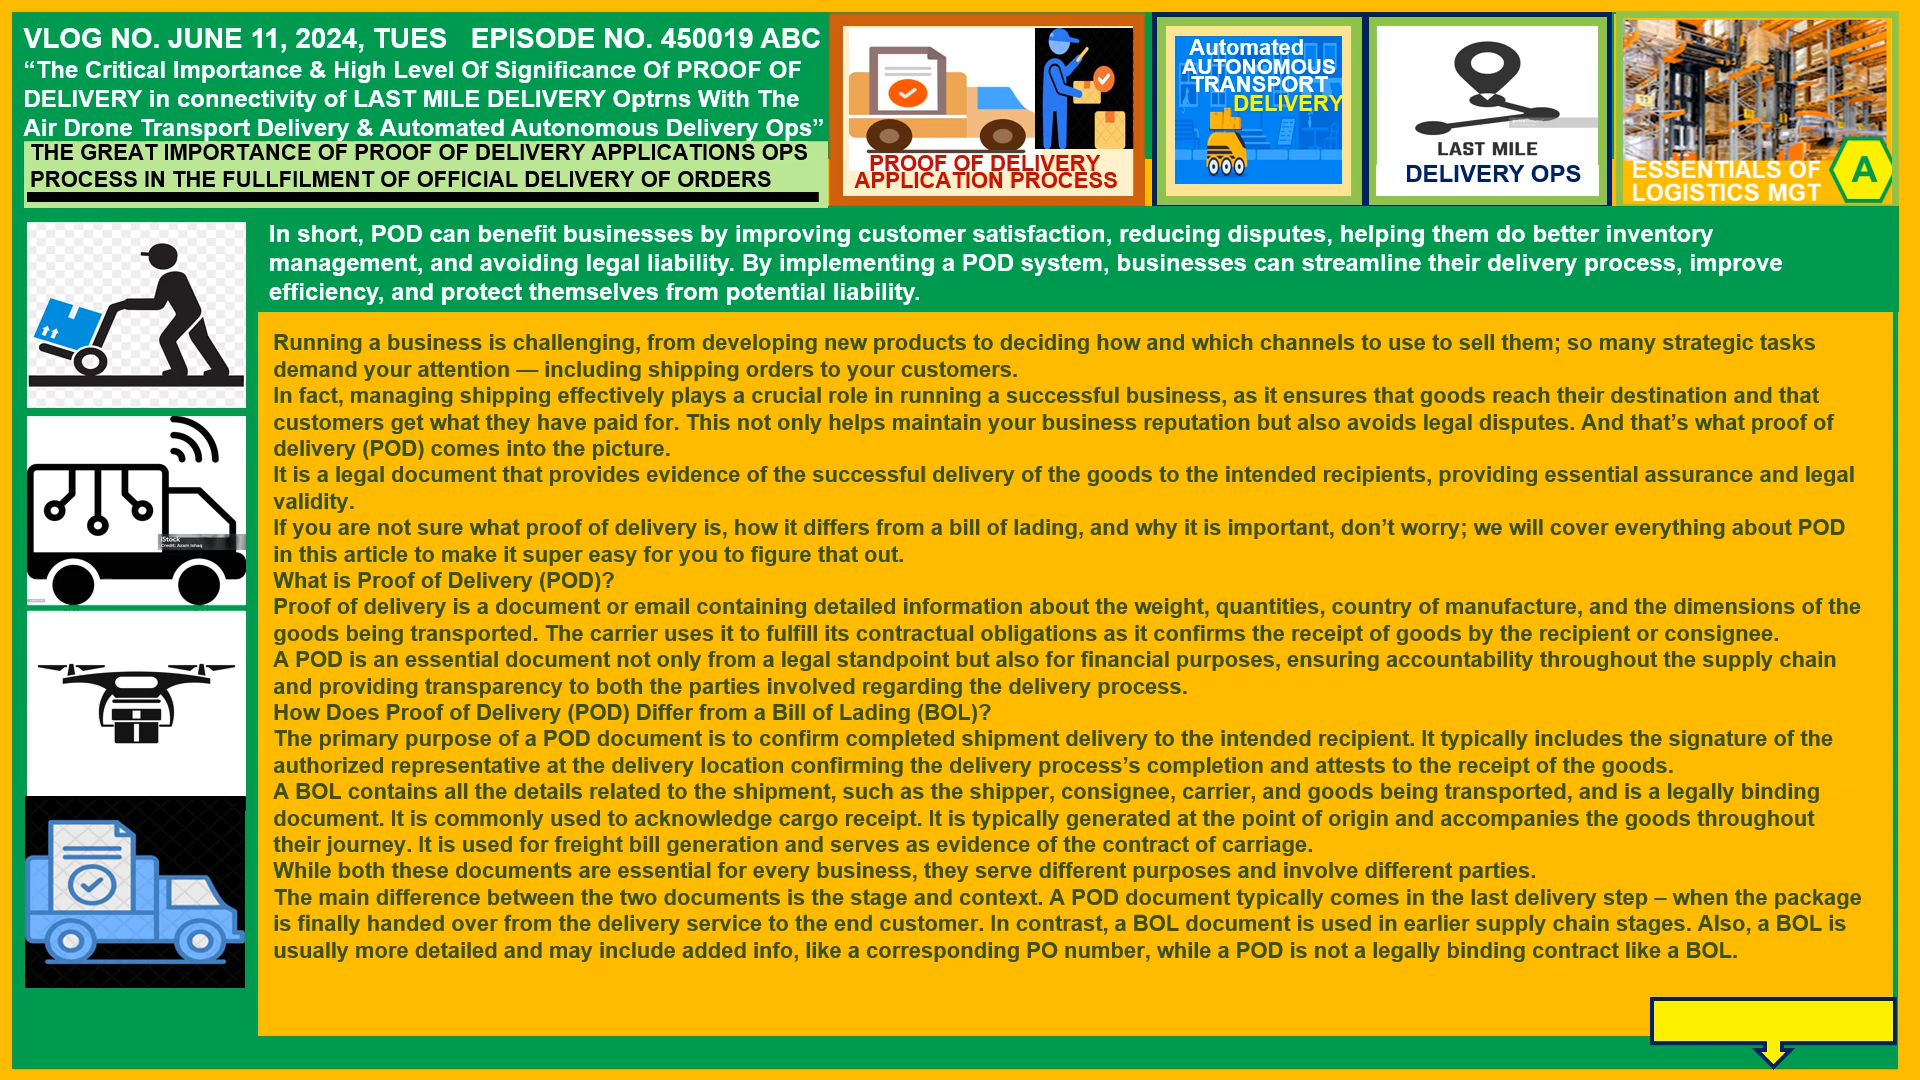 VLOG NO. JUNE 11, 2024, TUES   EPISODE NO. 450019 ABC
“The Critical Importance & High Level Of Significance Of PROOF OF
DELIVERY in connectivity of LAST MILE DELIVERY Optrns With The
Air Drone Transport Delivery & Automated Autonomous Delivery Ops”
THE GREAT IMPORTANCE OF PROOF OF DELIVERY APPLICATIONS OPS
PROCESS IN THE FULLFILMENT OF OFFICIAL DELIVERY OF ORDERS
PROOF OF DELIVERY
APPLICATION PROCESS
Automated
AUTONOMOUS
TRANSPORT
DELIVERY
LAST MILE
DELIVERY OPS
ESSENTIALS OF
LOGISTICS MGT
A
In short, POD can benefit businesses by improving customer satisfaction, reducing disputes, helping them do better inventory
management, and avoiding legal liability. By implementing a POD system, businesses can streamline their delivery process, improve
efficiency, and protect themselves from potential liability.
Running a business is challenging, from developing new products to deciding how and which channels to use to sell them; so many strategic tasks
demand your attention — including shipping orders to your customers.
In fact, managing shipping effectively plays a crucial role in running a successful business, as it ensures that goods reach their destination and that
customers get what they have paid for. This not only helps maintain your business reputation but also avoids legal disputes. And that’s what proof of
delivery (POD) comes into the picture.
It is a legal document that provides evidence of the successful delivery of the goods to the intended recipients, providing essential assurance and legal
validity.
If you are not sure what proof of delivery is, how it differs from a bill of lading, and why it is important, don’t worry; we will cover everything about POD
in this article to make it super easy for you to figure that out.
What is Proof of Delivery (POD)?
Proof of delivery is a document or email containing detailed information about the weight, quantities, country of manufacture, and the dimensions of the
goods being transported. The carrier uses it to fulfill its contractual obligations as it confirms the receipt of goods by the recipient or consignee.
A POD is an essential document not only from a legal standpoint but also for financial purposes, ensuring accountability throughout the supply chain
and providing transparency to both the parties involved regarding the delivery process.
How Does Proof of Delivery (POD) Differ from a Bill of Lading (BOL)?
The primary purpose of a POD document is to confirm completed shipment delivery to the intended recipient. It typically includes the signature of the
authorized representative at the delivery location confirming the delivery process’s completion and attests to the receipt of the goods.
A BOL contains all the details related to the shipment, such as the shipper, consignee, carrier, and goods being transported, and is a legally binding
document. It is commonly used to acknowledge cargo receipt. It is typically generated at the point of origin and accompanies the goods throughout
their journey. It is used for freight bill generation and serves as evidence of the contract of carriage.
While both these documents are essential for every business, they serve different purposes and involve different parties.
The main difference between the two documents is the stage and context. A POD document typically comes in the last delivery step – when the package
is finally handed over from the delivery service to the end customer. In contrast, a BOL document is used in earlier supply chain stages. Also, a BOL is
usually more detailed and may include added info, like a corresponding PO number, while a POD is not a legally binding contract like a BOL.
iStock
Credit: Azam Ishaq